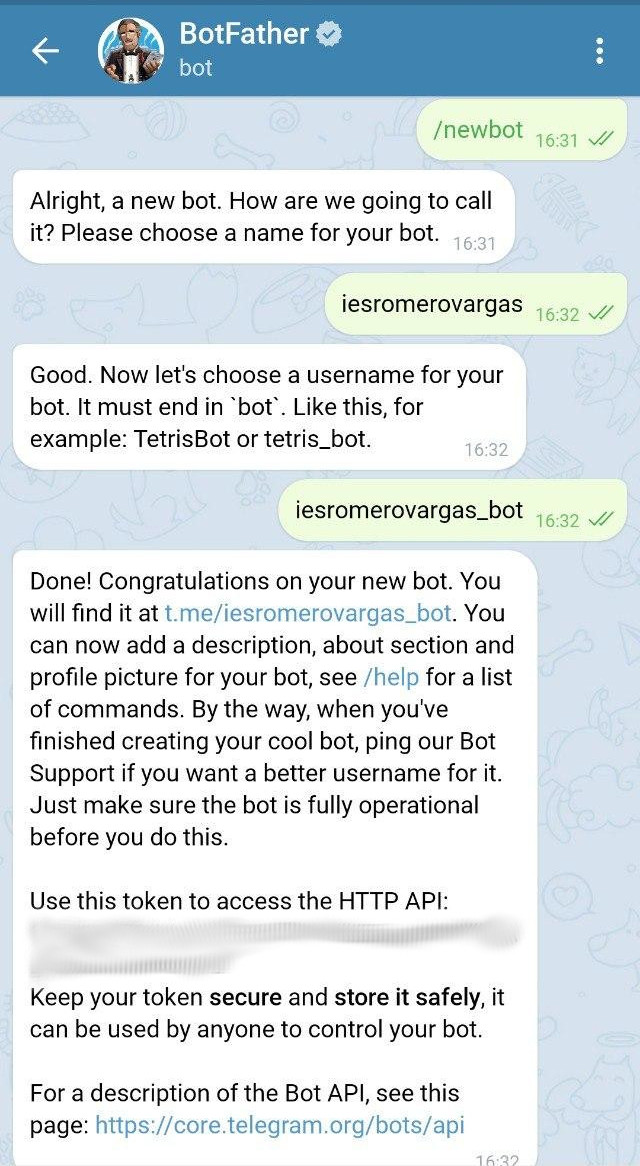 BotFather
bot
/newbot 16:31
Alright, a new bot. How are we going to call
it? Please choose a name for your bot. 16:31
iesromerovargas 16:32
Good. Now let's choose a username for your
bot. It must end in `bot`. Like this, for
example: TetrisBot or tetris_bot. 16:32
iesromerovargas_bot 16:32
Done! Congratulations on your new bot. You
will find it at t.me/iesromerovargas_bot. You
can now add a description, about section and
profile picture for your bot, see /help for a list
of commands. By the way, when you've
finished creating your cool bot, ping our Bot
Support if you want a better username for it.
Just make sure the bot is fully operational
before you do this.
Use this token to access the HTTP API:
Keep your token secure and store it safely, it
can be used by anyone to control your bot.
For a description of the Bot API, see this
page: https://core.telegram.org/bots/api
16:32